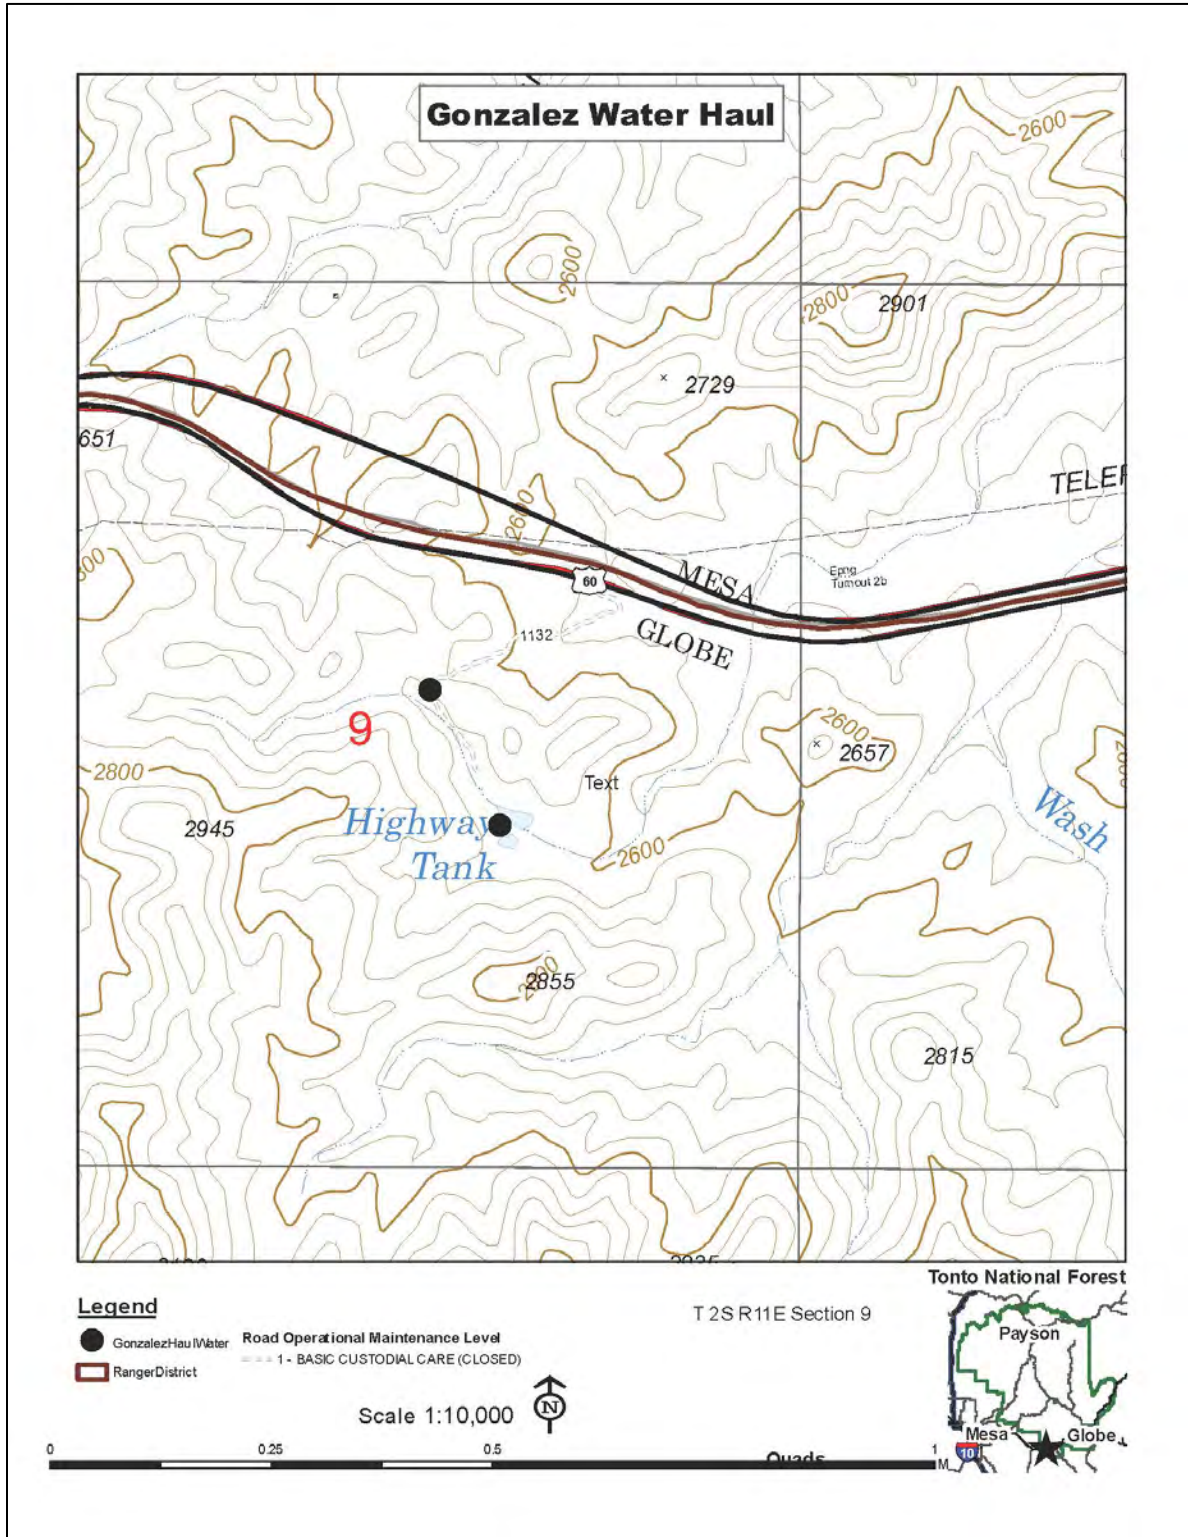 Gonzalez Water Haul
2600
2600
2800
2901
2729
651
TELEF
2600
Epng
Turnout 2b
60
MESA
GLOBE
1132
9
2600
2657
2800
Text
2945
Highway
Tank
Wash
2600
2855
2815
Tonto National Forest
Legend
T 2S R11E Section 9
GonzalezHaulWater
Road Operational Maintenance Level
1 - BASIC CUSTODIAL CARE (CLOSED)
RangerDistrict
Payson
Scale 1:10,000
N
Mesa
Globe
10
0
0.25
0.5
1
M
Quads